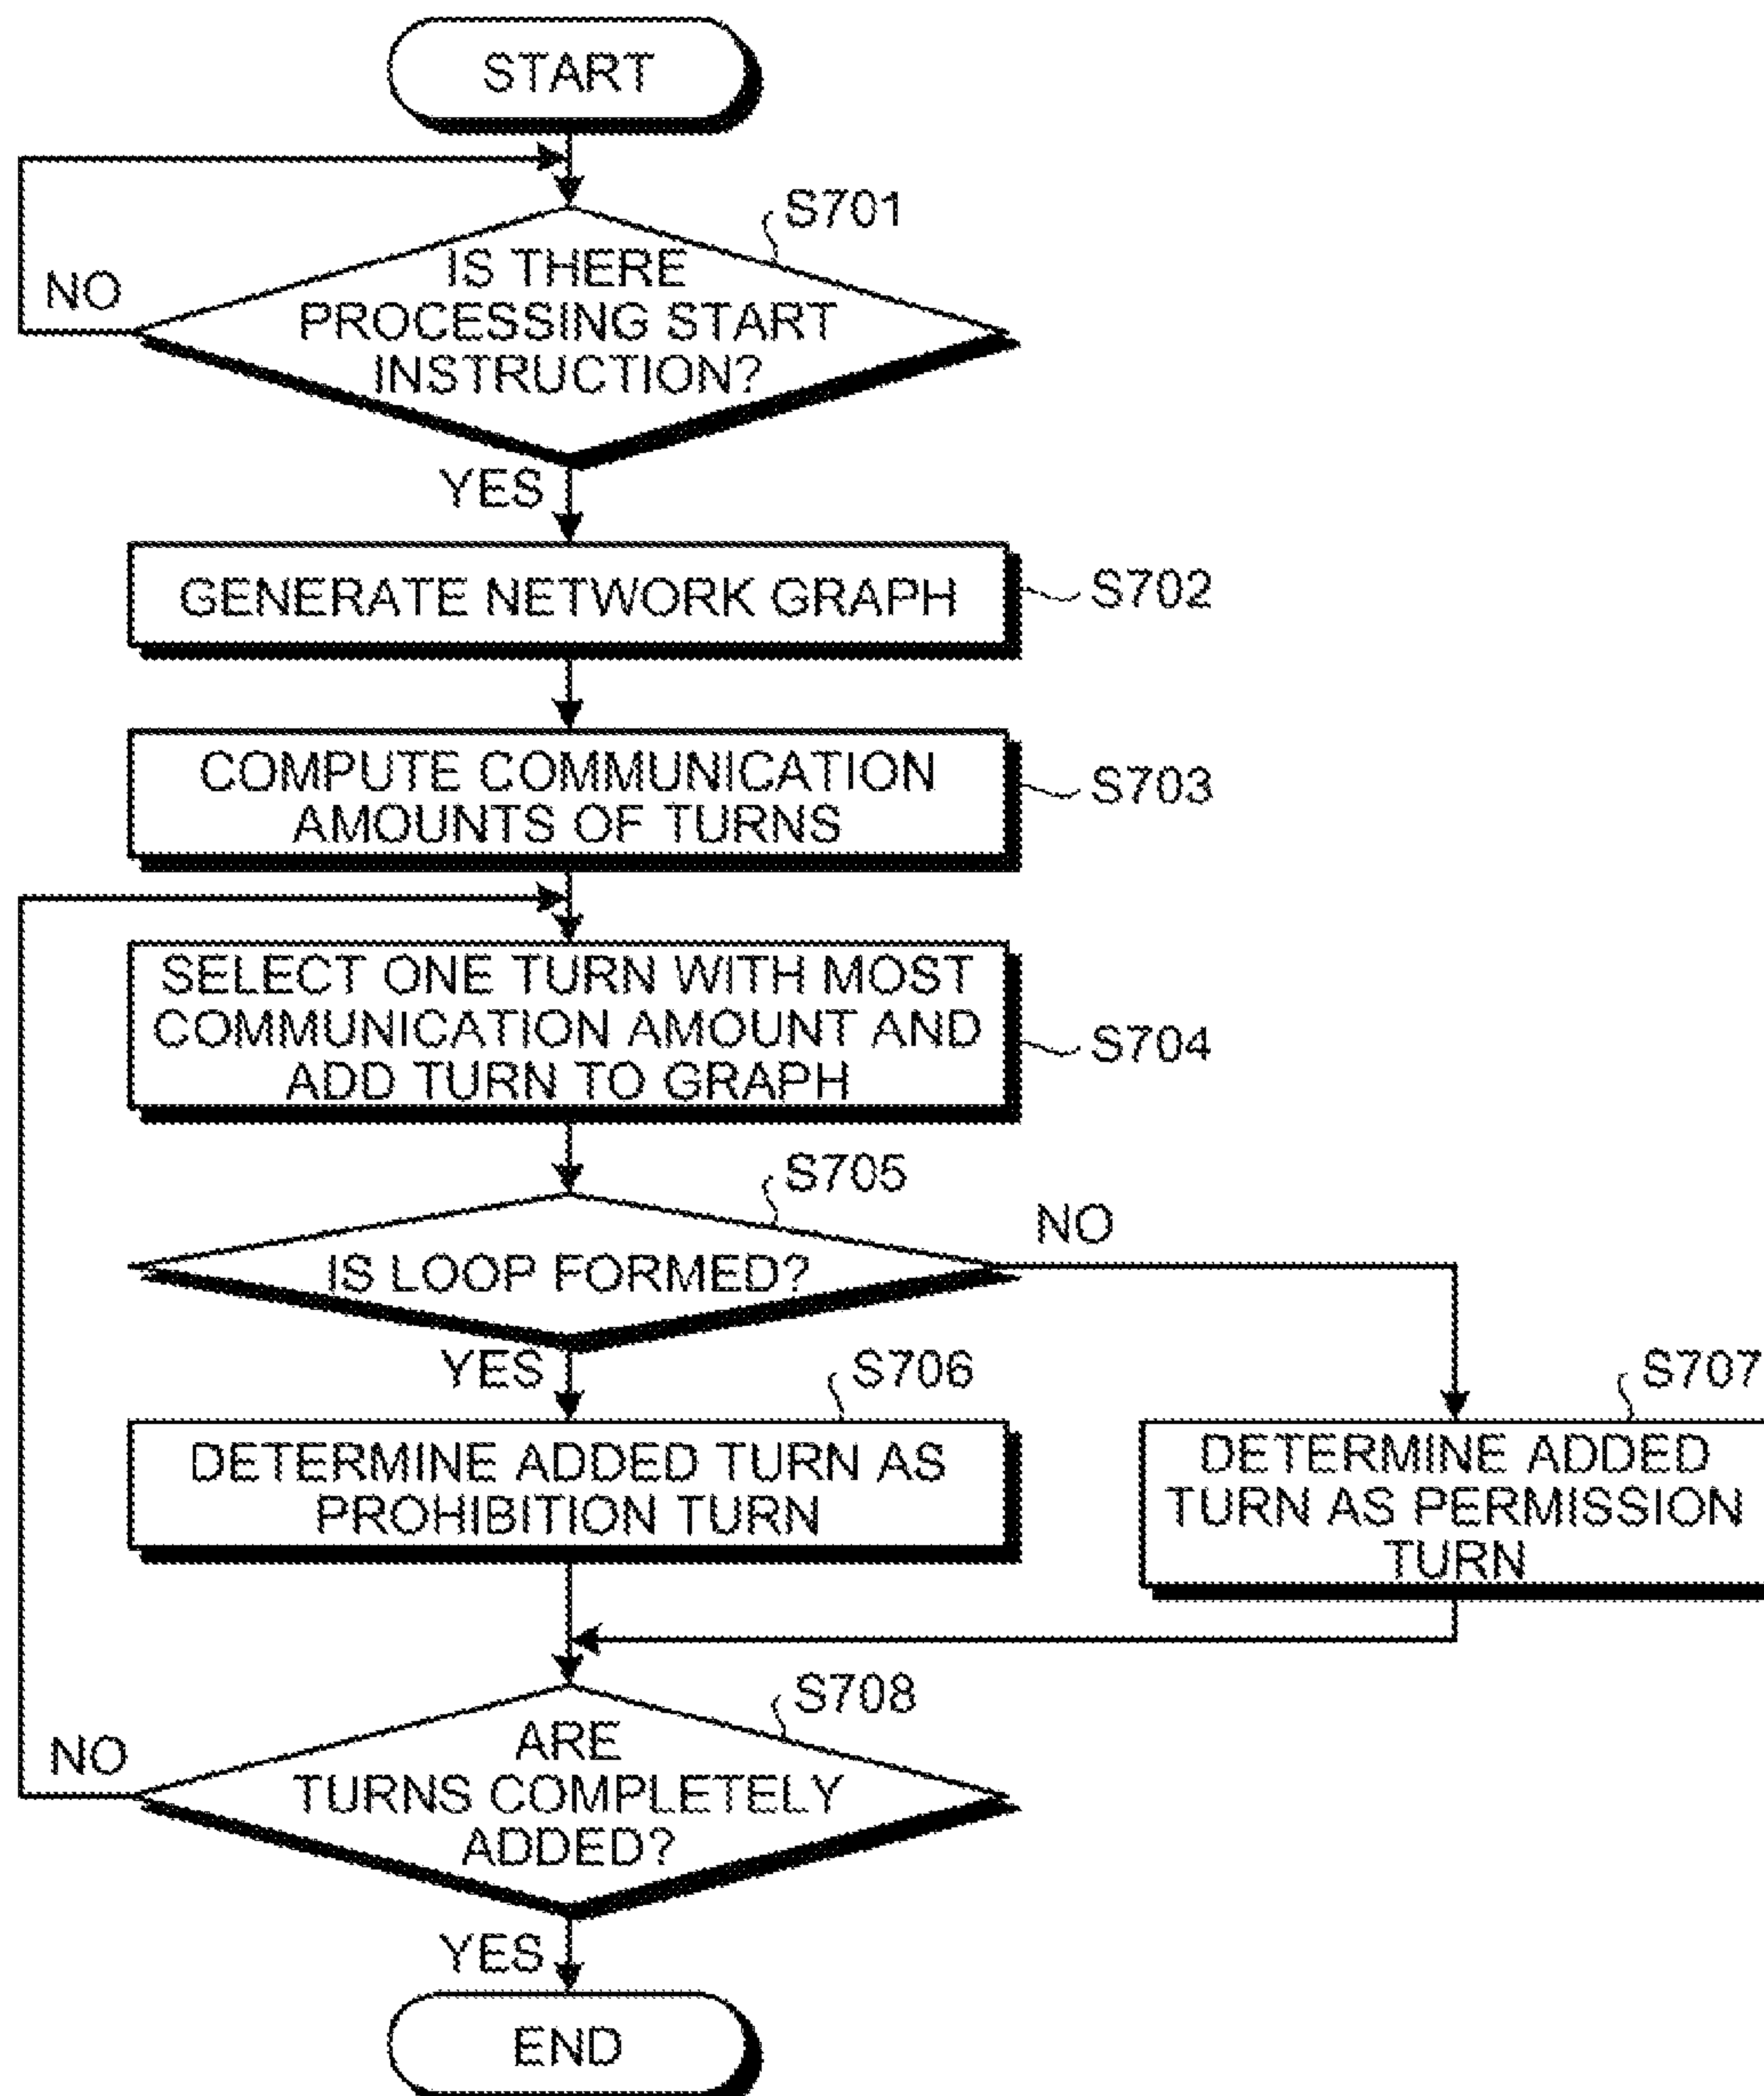 START
S701
IS THERE
PROCESSING START
INSTRUCTION?
NO
YES
GENERATE NETWORK GRAPH
S702
COMPUTE COMMUNICATION
AMOUNTS OF TURNS
S703
SELECT ONE TURN WITH MOST
COMMUNICATION AMOUNT AND
ADD TURN TO GRAPH
S704
S705
IS LOOP FORMED?
NO
YES
S706
DETERMINE ADDED TURN AS
PROHIBITION TURN
S707
DETERMINE ADDED
TURN AS PERMISSION
TURN
S708
ARE
TURNS COMPLETELY
ADDED?
NO
YES
END